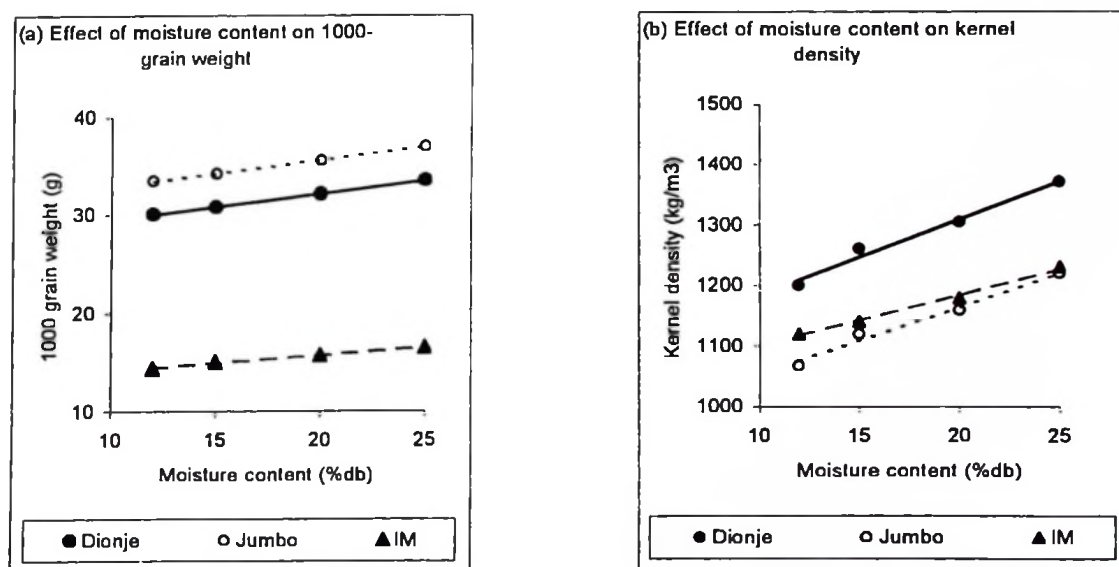 (a) Effect of moisture content on 1000-
grain weight
1000 grain weight (g)
40
30
20
10
10
15
20
25
Moisture content (%db)
Dionje
Jumbo
IM
(b) Effect of moisture content on kernel
density
Kernel density (kg/m3)
1500
1400
1300
1200
1100
1000
10
15
20
25
Moisture content (%db)
Dionje
Jumbo
IM